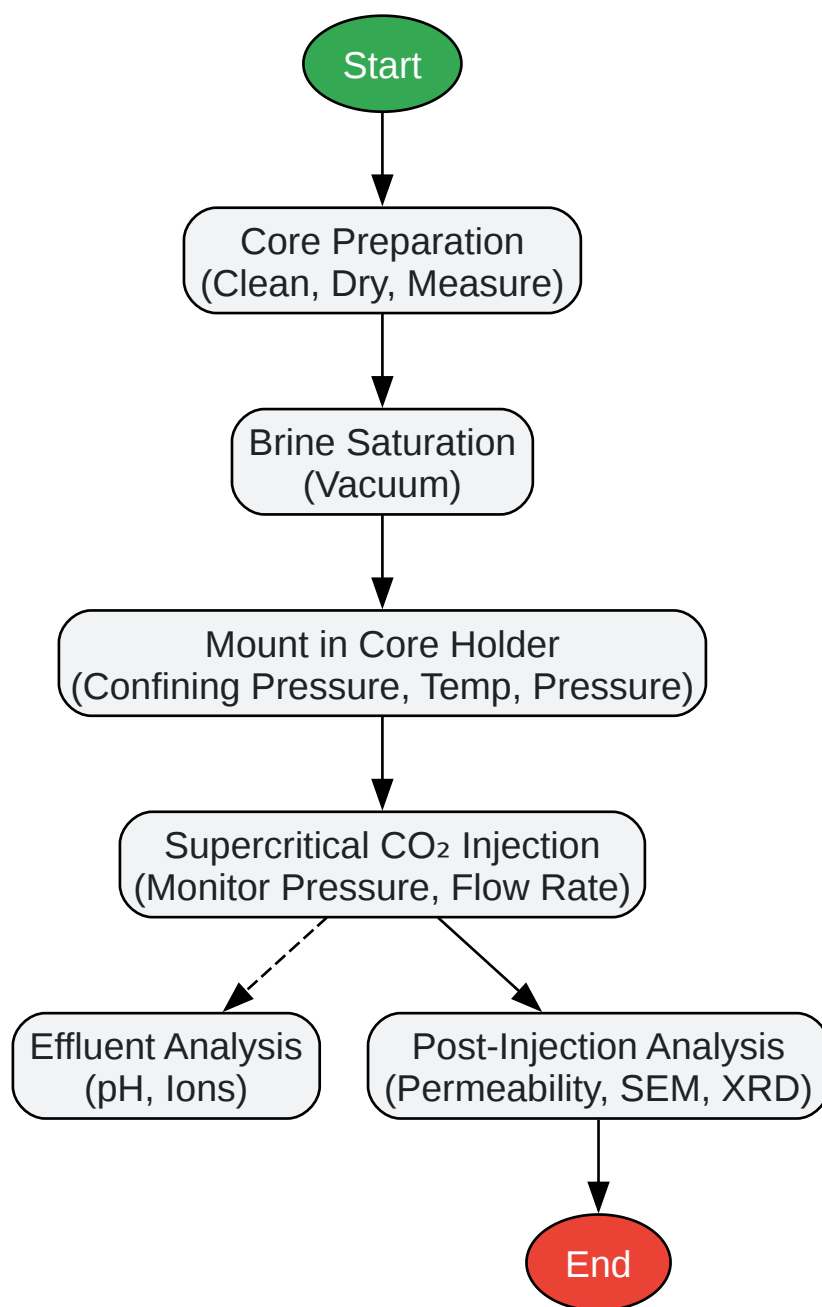 Start
Core Preparation
(Clean, Dry, Measure)
Brine Saturation
(Vacuum)
Mount in Core Holder
(Confining Pressure, Temp, Pressure)
Supercritical CO₂ Injection
(Monitor Pressure, Flow Rate)
Effluent Analysis
(pH, Ions)
Post-Injection Analysis
(Permeability, SEM, XRD)
End